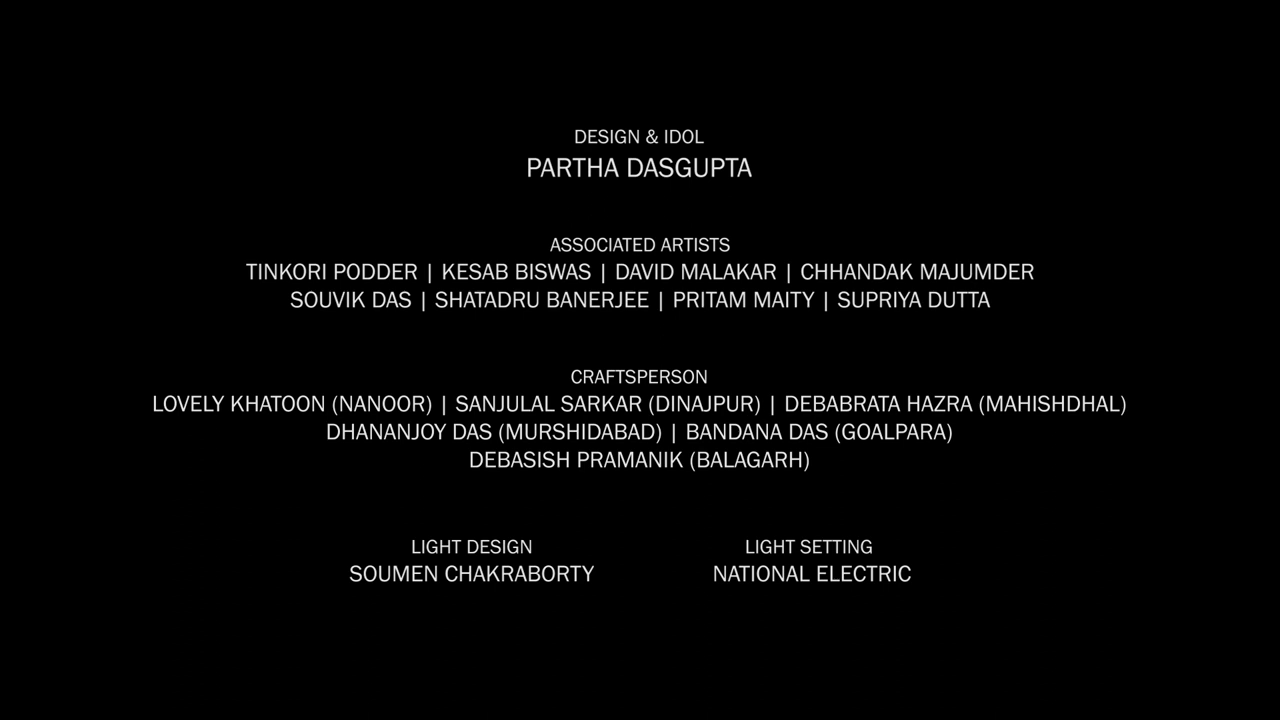 DESIGN & IDOL
PARTHA DASGUPTA
ASSOCIATED ARTISTS
TINKORI PODDER | KESAB BISWAS | DAVID MALAKAR | CHHANDAK MAJUMDER
SOUVIK DAS | SHATADRU BANERJEE | PRITAM MAITY | SUPRIYA DUTTA
CRAFTSPERSON
LOVELY KHATOON (NANOOR) | SANJULAL SARKAR (DINAJPUR) | DEBABRATA HAZRA (MAHISHDHAL)
DHANANJOY DAS (MURSHIDABAD) | BANDANA DAS (GOALPARA)
DEBASISH PRAMANIK (BALAGARH)
LIGHT DESIGN
SOUMEN CHAKRABORTY
LIGHT SETTING
NATIONAL ELECTRIC